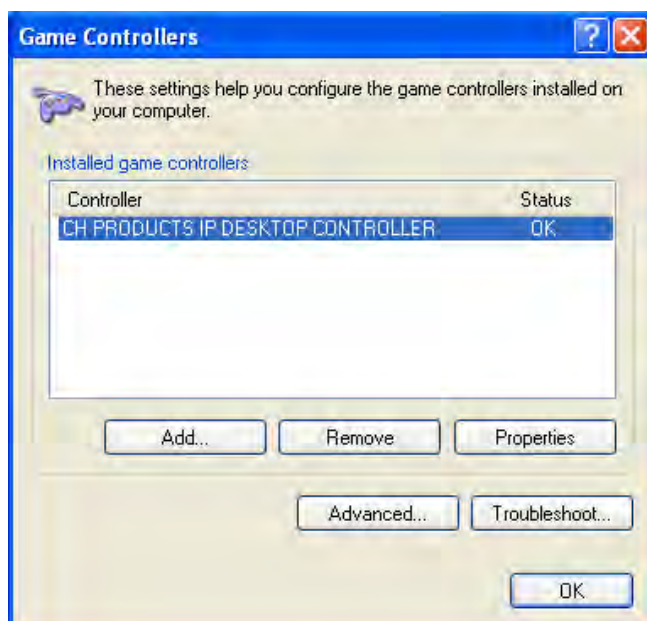 Game Controllers
These settings help you configure the game controllers installed on
your computer.
Installed game controllers
Controller Status
CH PRODUCTS IP DESKTOP CONTROLLER OK
Add... Remove Properties
Advanced... Troubleshoot...
OK